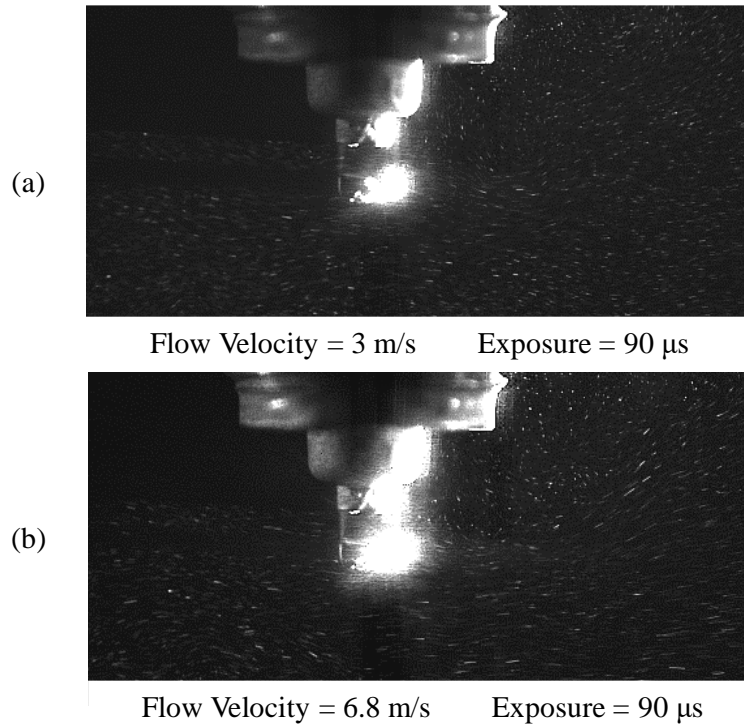 (a)
Flow Velocity = 3 m/s Exposure = 90 μs
(b)
Flow Velocity = 6.8 m/s Exposure = 90 μs